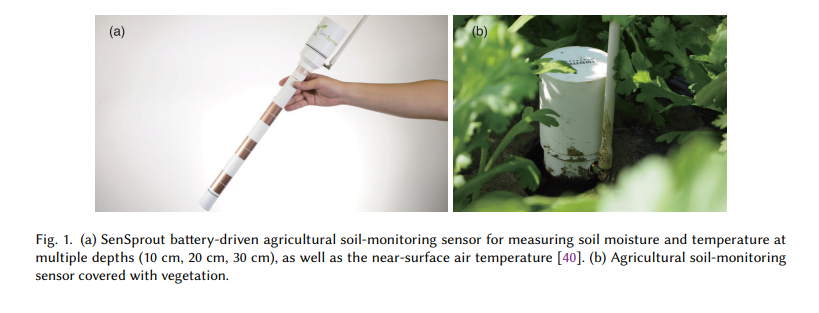 (a)
(b)
Fig. 1. (a) SenSprout battery-driven agricultural soil-monitoring sensor for measuring soil moisture and temperature at
multiple depths (10 cm, 20 cm, 30 cm), as well as the near-surface air temperature [40]. (b) Agricultural soil-monitoring
sensor covered with vegetation.